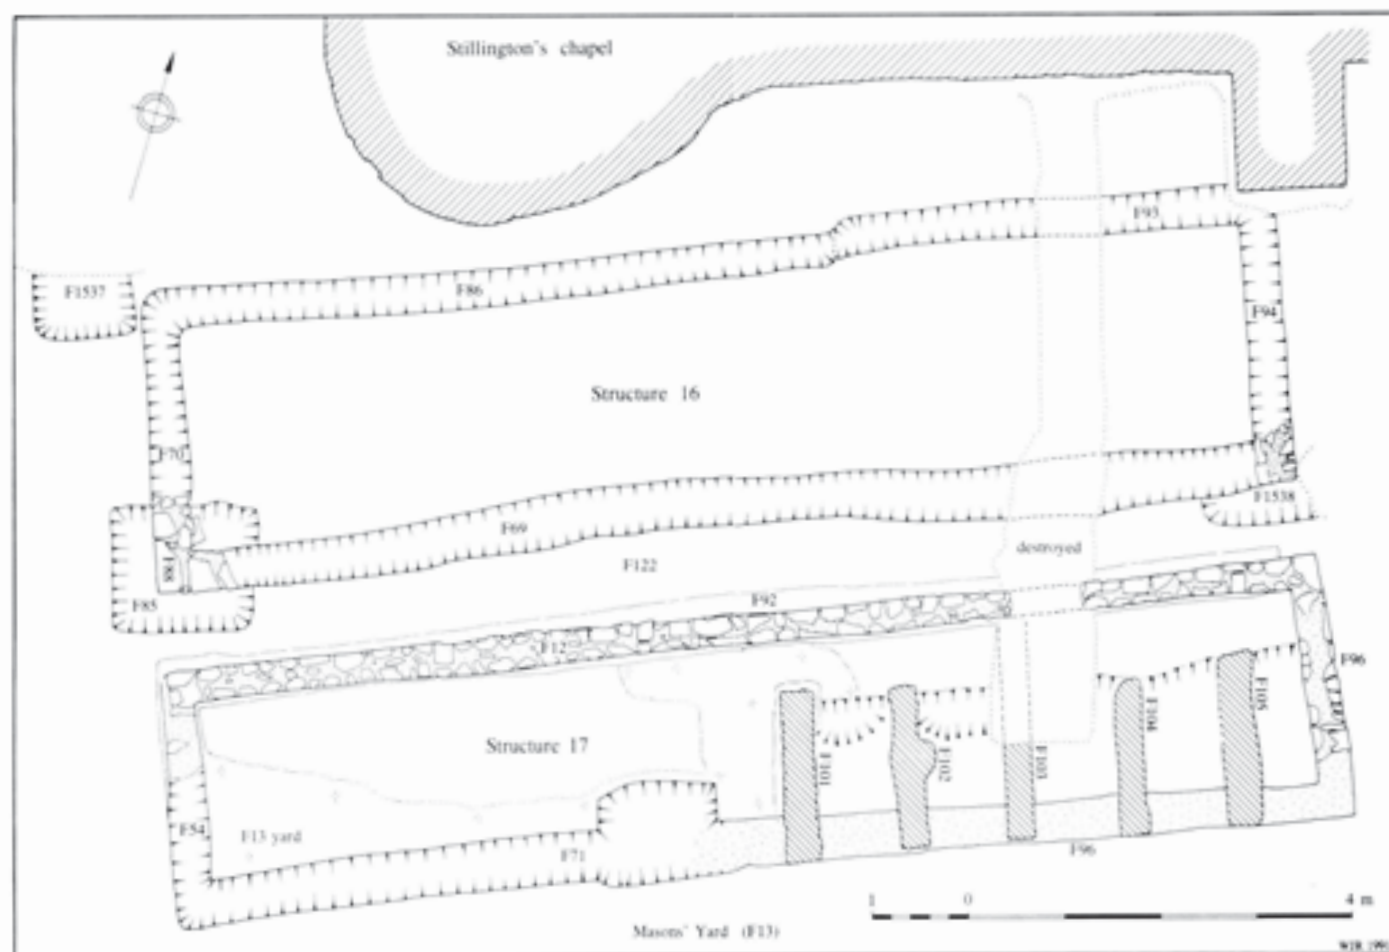 Stillington's chapel
F93
F1537
F86
F94
Structure 16
F70
F1538
F69
destroyed
F88
F122
F85
F92
F12
F96
F105
F104
Structure 17
F101
F102
F103
F54
F13 yard
F71
F96
1 0 4 m
Masons' Yard (F13)